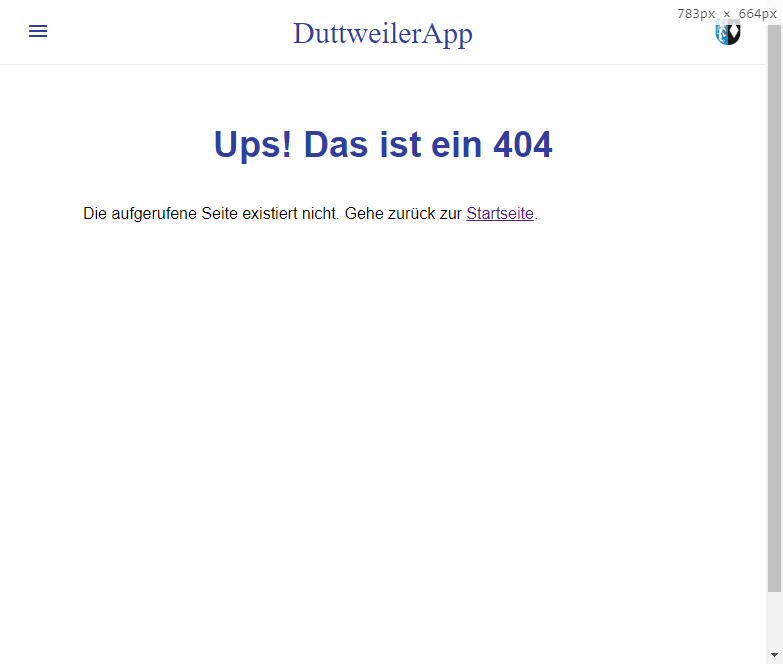 783px × 664px
DuttweilerApp
Ups! Das ist ein 404
Die aufgerufene Seite existiert nicht. Gehe zurück zur Startseite.